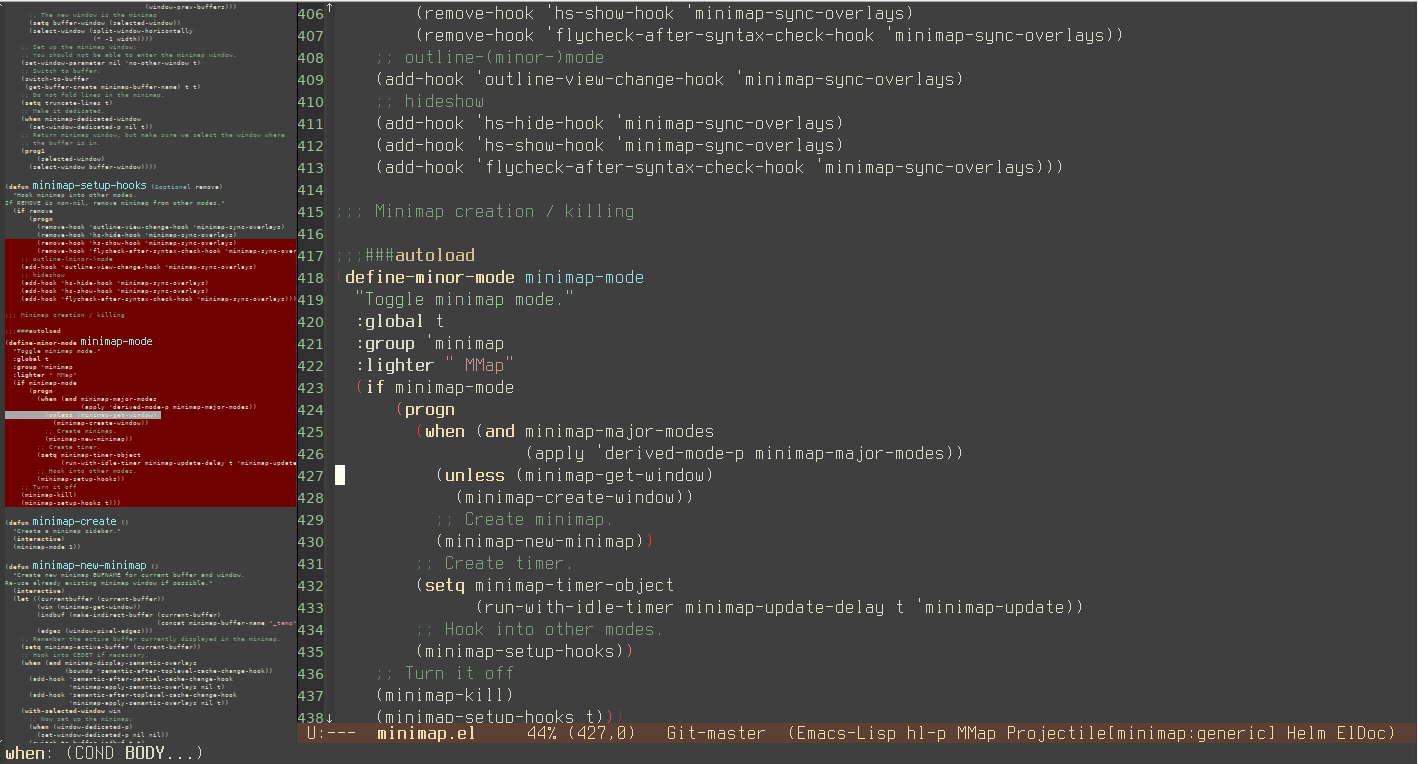 (window-prev-buffers)))
;; The new window is the minimap
(setq buffer-window (selected-window))
(select-window (split-window-horizontally
(* -1 width))))
;; Set up the minimap window:
;; You should not be able to enter the minimap window.
(set-window-parameter nil 'no-other-window t)
;; Switch to buffer.
(switch-to-buffer
(get-buffer-create minimap-buffer-name) t t)
;; Do not fold lines in the minimap.
(setq truncate-lines t)
;; Make it dedicated.
(when minimap-dedicated-window
(set-window-dedicated-p nil t))
;; Return minimap window, but make sure we select the window where
;; the buffer is in.
(prog1
(selected-window)
(select-window buffer-window))))
(defun minimap-setup-hooks (&optional remove)
"Hook minimap into other modes.
If REMOVE is non-nil, remove minimap from other modes."
(if remove
(progn
(remove-hook 'outline-view-change-hook 'minimap-sync-overlays)
(remove-hook 'hs-hide-hook 'minimap-sync-overlays)
(remove-hook 'hs-show-hook 'minimap-sync-overlays)
(remove-hook 'flycheck-after-syntax-check-hook 'minimap-sync-over
;; outline-(minor-)mode
(add-hook 'outline-view-change-hook 'minimap-sync-overlays)
;; hideshow
(add-hook 'hs-hide-hook 'minimap-sync-overlays)
(add-hook 'hs-show-hook 'minimap-sync-overlays)
(add-hook 'flycheck-after-syntax-check-hook 'minimap-sync-overlays)))
;;; Minimap creation / killing
;;;###autoload
(define-minor-mode minimap-mode
"Toggle minimap mode."
:global t
:group 'minimap
:lighter " MMap"
(if minimap-mode
(progn
(when (and minimap-major-modes
(apply 'derived-mode-p minimap-major-modes))
(unless (minimap-get-window)
(minimap-create-window))
;; Create minimap.
(minimap-new-minimap))
;; Create timer.
(setq minimap-timer-object
(run-with-idle-timer minimap-update-delay t 'minimap-update
;; Hook into other modes.
(minimap-setup-hooks))
;; Turn it off
(minimap-kill)
(minimap-setup-hooks t)))
(defun minimap-create ()
"Create a minimap sidebar."
(interactive)
(minimap-mode 1))
(defun minimap-new-minimap ()
"Create new minimap BUFNAME for current buffer and window.
Re-use already existing minimap window if possible."
(interactive)
(let ((currentbuffer (current-buffer))
(win (minimap-get-window))
(indbuf (make-indirect-buffer (current-buffer)
(concat minimap-buffer-name "_temp"
(edges (window-pixel-edges)))
;; Remember the active buffer currently displayed in the minimap.
(setq minimap-active-buffer (current-buffer))
;; Hook into CEDET if necessary.
(when (and minimap-display-semantic-overlays
(boundp 'semantic-after-toplevel-cache-change-hook))
(add-hook 'semantic-after-partial-cache-change-hook
'minimap-apply-semantic-overlays nil t)
(add-hook 'semantic-after-toplevel-cache-change-hook
'minimap-apply-semantic-overlays nil t))
(with-selected-window win
;; Now set up the minimap:
(when (window-dedicated-p)
(set-window-dedicated-p nil nil))
(switch-to-buffer indbuf t t)
406 (remove-hook 'hs-show-hook 'minimap-sync-overlays)
407 (remove-hook 'flycheck-after-syntax-check-hook 'minimap-sync-overlays))
408 ;; outline-(minor-)mode
409 (add-hook 'outline-view-change-hook 'minimap-sync-overlays)
410 ;; hideshow
411 (add-hook 'hs-hide-hook 'minimap-sync-overlays)
412 (add-hook 'hs-show-hook 'minimap-sync-overlays)
413 (add-hook 'flycheck-after-syntax-check-hook 'minimap-sync-overlays)))
414
415 ;;; Minimap creation / killing
416
417 ;;;###autoload
418 (define-minor-mode minimap-mode
419 "Toggle minimap mode."
420 :global t
421 :group 'minimap
422 :lighter " MMap"
423 (if minimap-mode
424 (progn
425 (when (and minimap-major-modes
426 (apply 'derived-mode-p minimap-major-modes))
427 (unless (minimap-get-window)
428 (minimap-create-window))
429 ;; Create minimap.
430 (minimap-new-minimap))
431 ;; Create timer.
432 (setq minimap-timer-object
433 (run-with-idle-timer minimap-update-delay t 'minimap-update))
434 ;; Hook into other modes.
435 (minimap-setup-hooks))
436 ;; Turn it off
437 (minimap-kill)
438 (minimap-setup-hooks t)))
U:--- minimap.el 44% (427,0) Git-master (Emacs-Lisp hl-p MMap Projectile[minimap:generic] Helm ElDoc)
when: (COND BODY...)